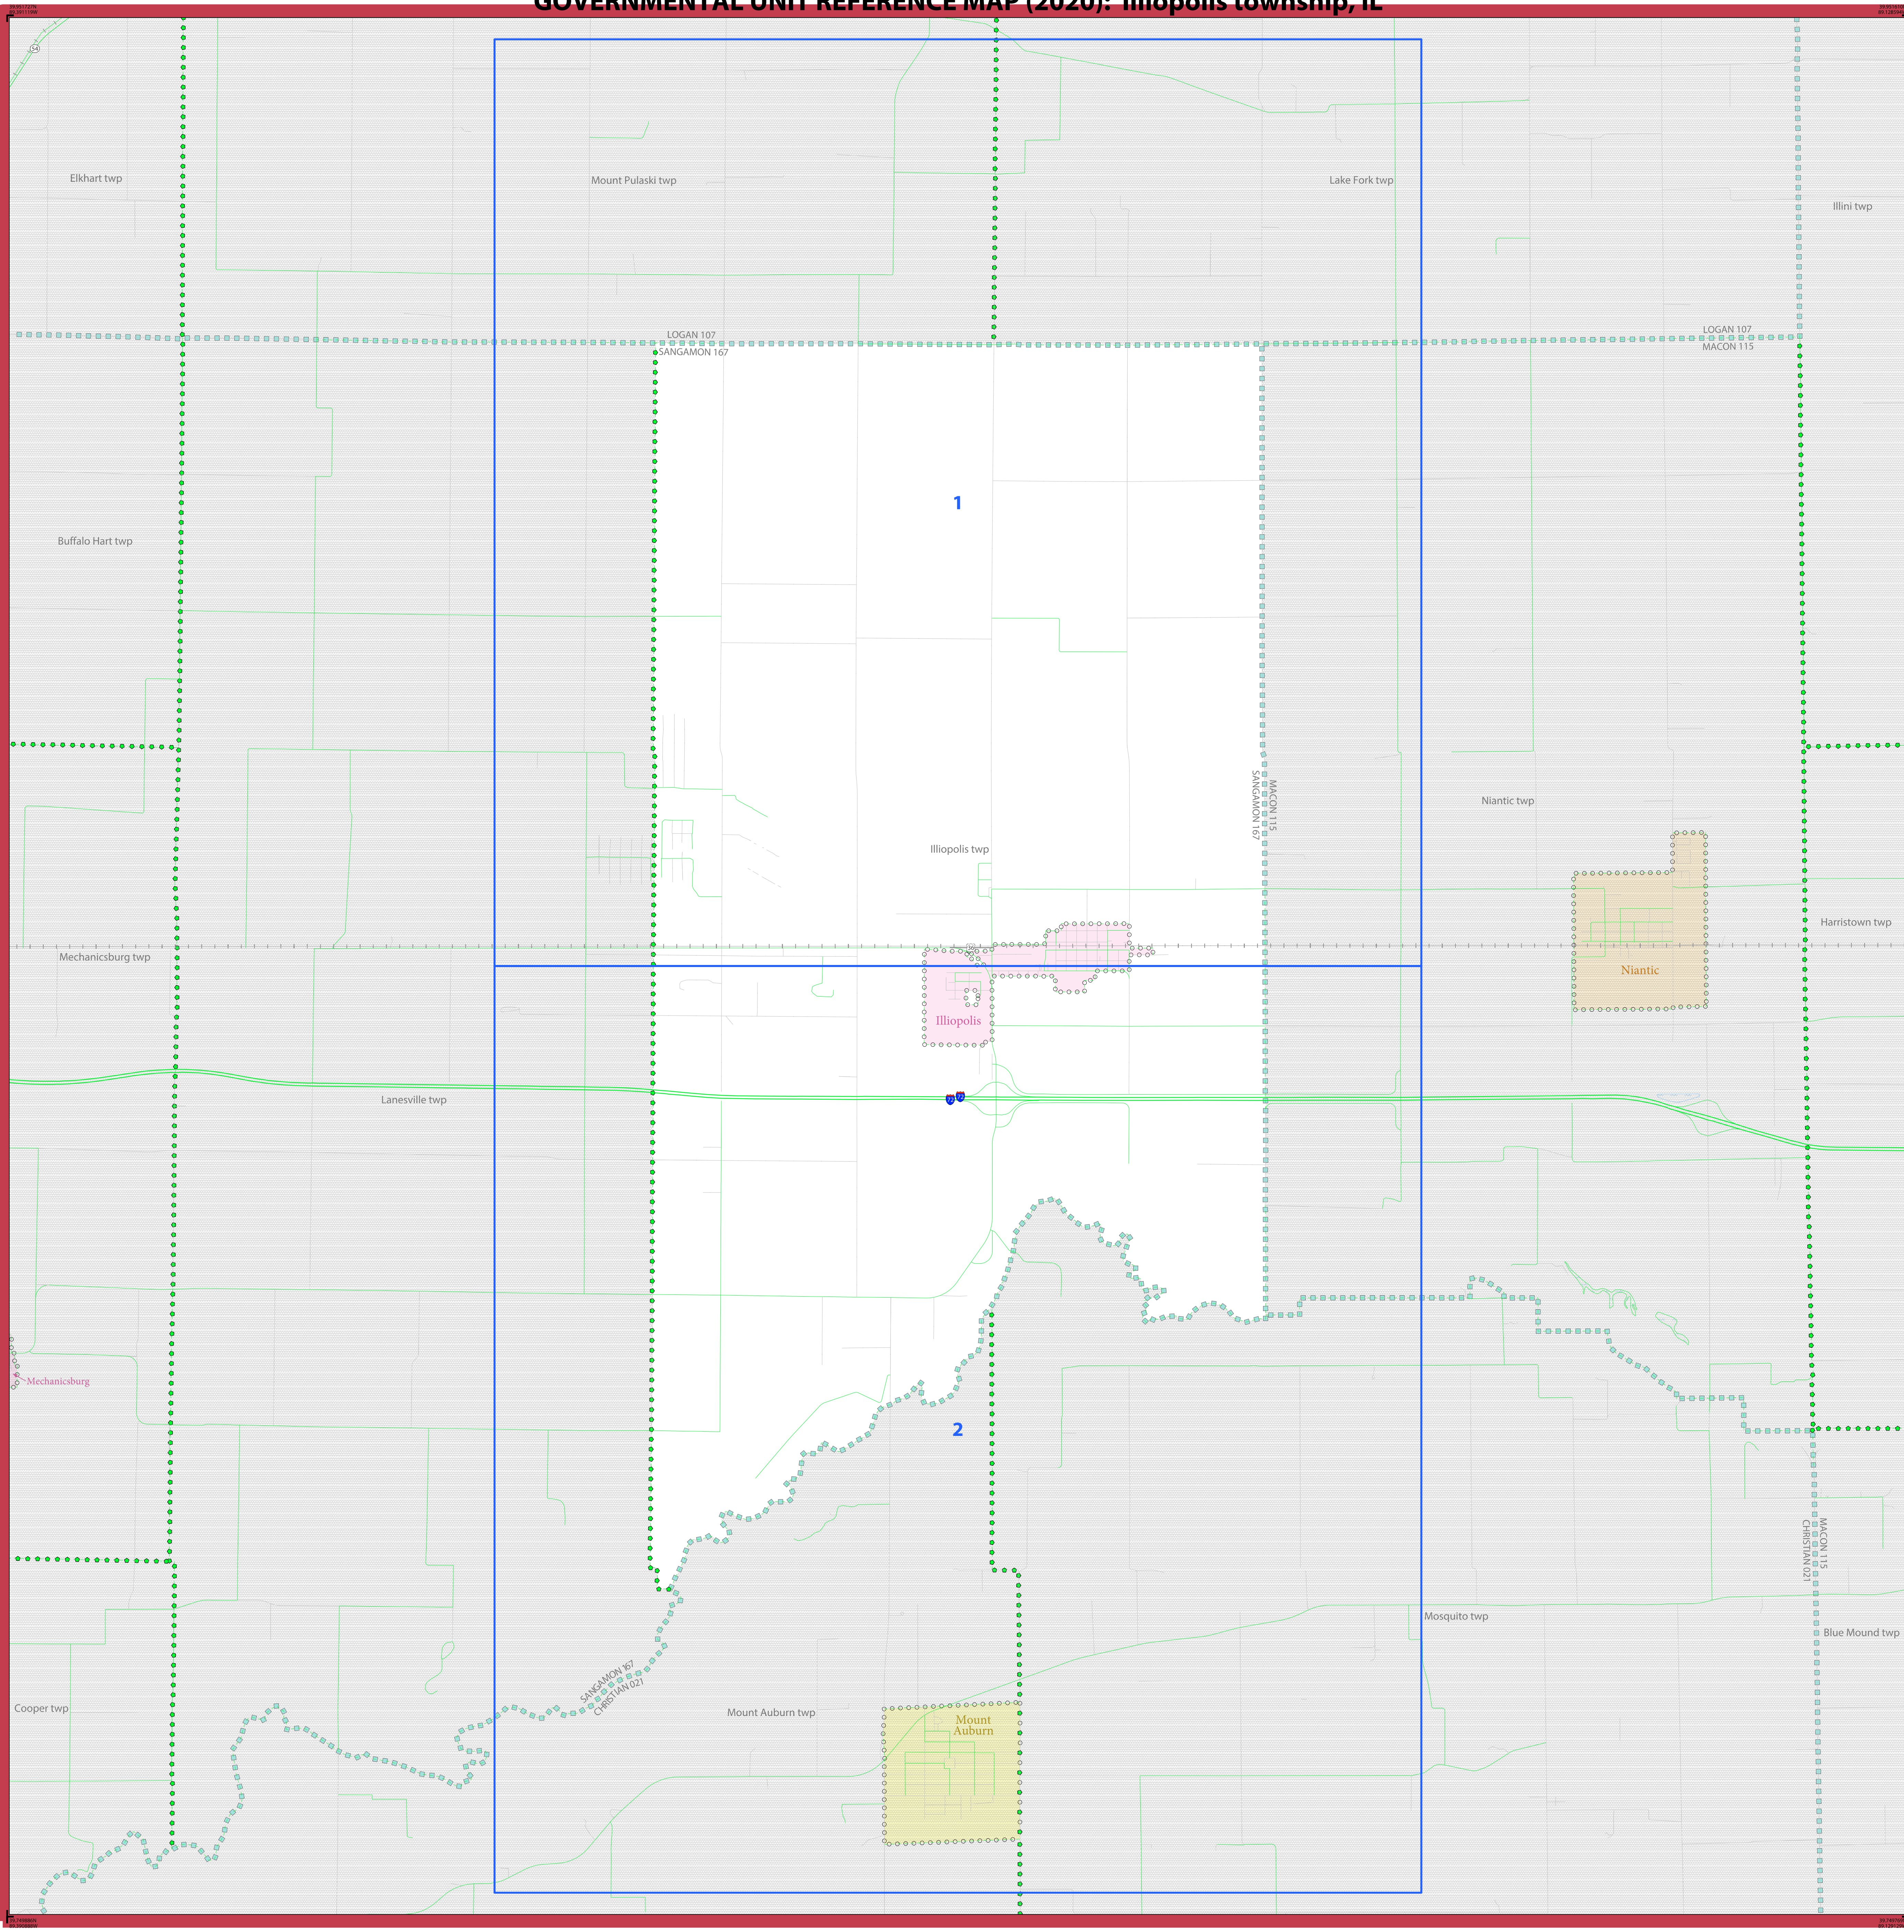 GOVERNMENTAL UNIT REFERENCE MAP (2020): Illiopolis township, IL
54
Elkhart twp
Mount Pulaski twp
Lake Fork twp
Illini twp
LOGAN 107
SANGAMON 167
LOGAN 107
MACON 115
1
Buffalo Hart twp
SANGAMON 167
MACON 115
Niantic twp
Illiopolis twp
Harristown twp
Mechanicsburg twp
Niantic
Illiopolis
72
72
Lanesville twp
Mechanicsburg
2
MACON 115
CHRISTIAN 021
Mosquito twp
Blue Mound twp
SANGAMON 167
CHRISTIAN 021
Cooper twp
Mount Auburn twp
Mount
Auburn